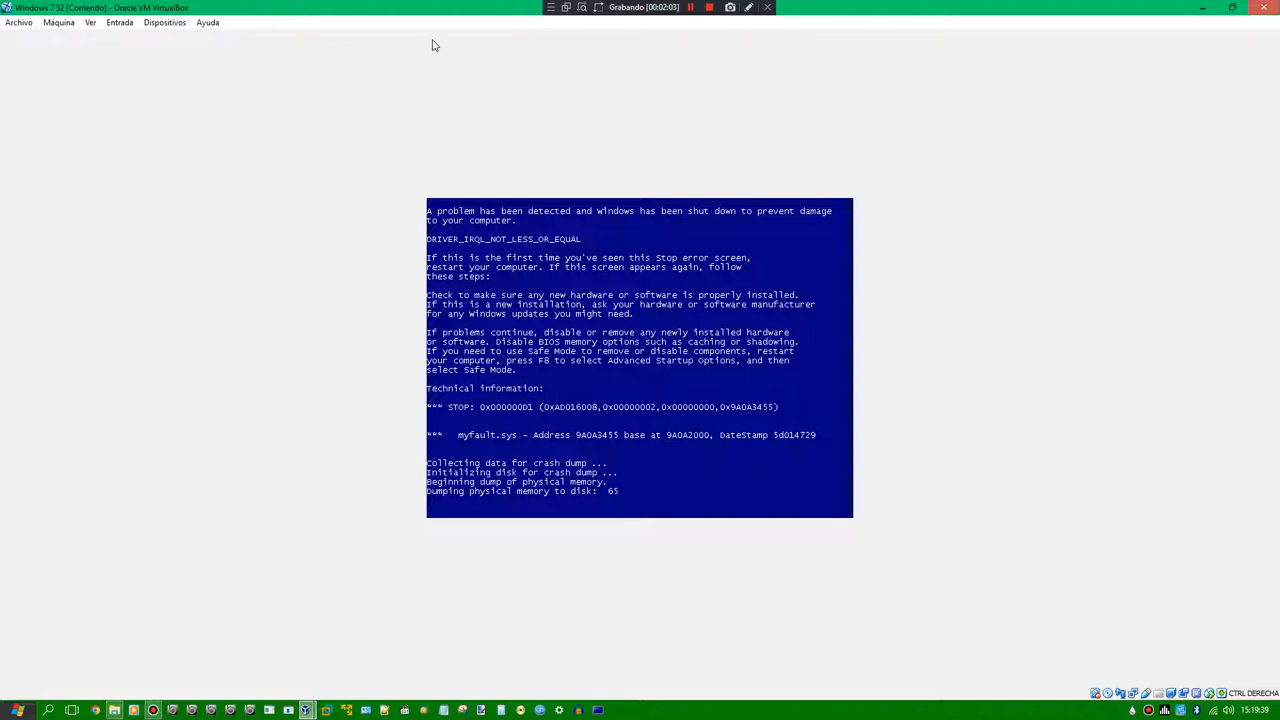 Windows 7 32 [Corriendo] - Oracle VM VirtualBox
Grabando [00:02:03]
Archivo Máquina Ver Entrada Dispositivos Ayuda
A problem has been detected and Windows has been shut down to prevent damage
to your computer.
DRIVER_IRQL_NOT_LESS_OR_EQUAL
If this is the first time you've seen this Stop error screen,
restart your computer. If this screen appears again, follow
these steps:
Check to make sure any new hardware or software is properly installed.
If this is a new installation, ask your hardware or software manufacturer
for any Windows updates you might need.
If problems continue, disable or remove any newly installed hardware
or software. Disable BIOS memory options such as caching or shadowing.
If you need to use Safe Mode to remove or disable components, restart
your computer, press F8 to select Advanced Startup Options, and then
select Safe Mode.
Technical information:
*** STOP: 0x000000D1 (0xAD016008,0x00000002,0x00000000,0x9A0A3455)
*** myfault.sys - Address 9A0A3455 base at 9A0A2000, DateStamp 5d014729
Collecting data for crash dump ...
Initializing disk for crash dump ...
Beginning dump of physical memory.
Dumping physical memory to disk: 65
CTRL DERECHA
15:19:39